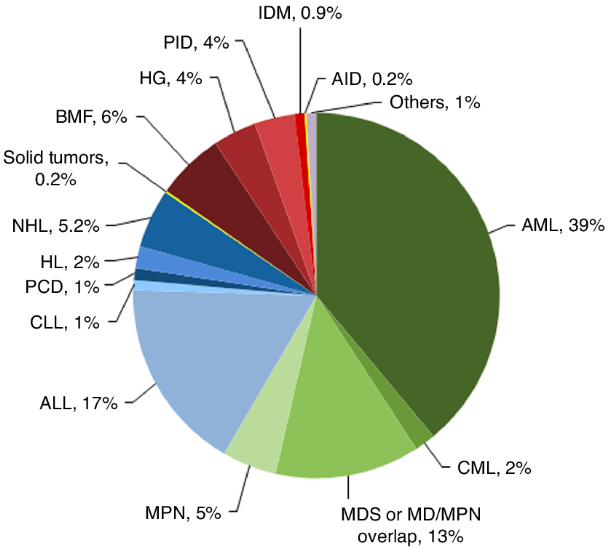 IDM, 0.9%
PID, 4%
HG, 4%
BMF, 6%
Solid tumors,
0.2%
NHL, 5.2%
HL, 2%
PCD, 1%
CLL, 1%
ALL, 17%
MPN, 5%
MDS or MD/MPN
overlap, 13%
CML, 2%
AML, 39%
Others, 1%
AID, 0.2%